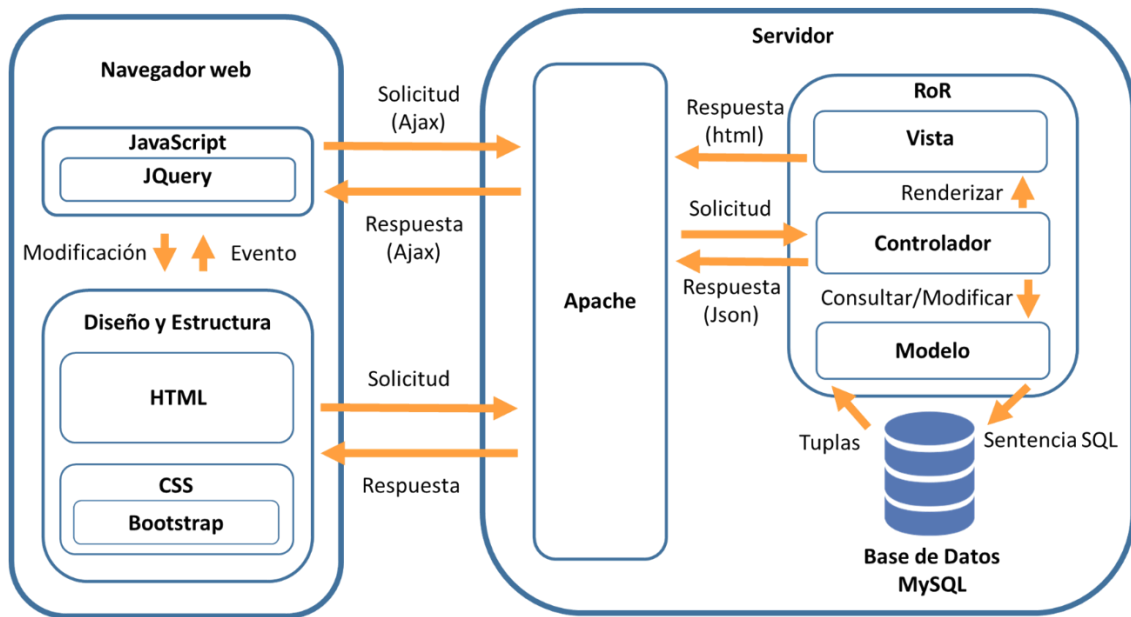 Navegador web
JavaScript
JQuery
Modificación
Evento
Diseño y Estructura
HTML
CSS
Bootstrap
Solicitud
(Ajax)
Respuesta
(Ajax)
Solicitud
Respuesta
Servidor
Apache
Respuesta
(html)
Solicitud
Respuesta
(Json)
RoR
Vista
Renderizar
Controlador
Consultar/Modificar
Modelo
Tuplas
Sentencia SQL
Base de Datos
MySQL